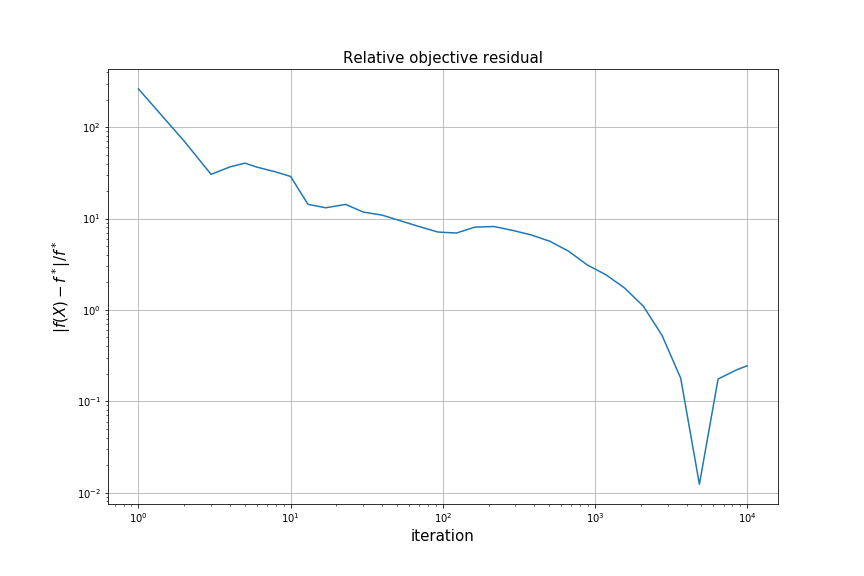 Relative objective residual
|f(X) − f*|/f*
10²
10¹
10⁰
10⁻¹
10⁻²
10⁰ 10¹ 10² 10³ 10⁴
iteration